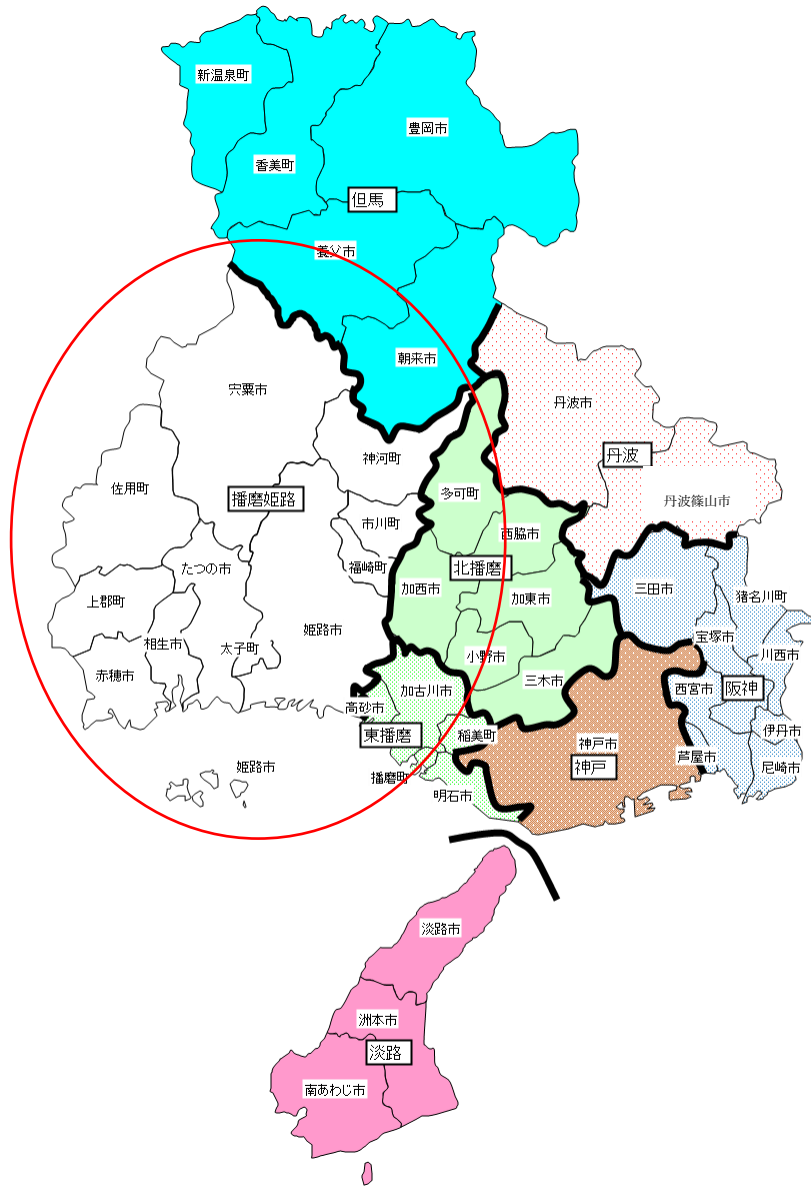 新温泉町
豊岡市
香美町
但馬
養父市
朝来市
宍粟市
丹波市
神河町
丹波
佐用町
播磨姫路
多可町
丹波篠山市
市川町
西脇市
福崎町
たつの市
北播磨
加西市
加東市
三田市
猪名川町
上郡町
姫路市
宝塚市
相生市
太子町
小野市
川西市
赤穂市
三木市
加古川市
西宮市
阪神
高砂市
東播磨
稲美町
神戸市
伊丹市
芦屋市
姫路市
神戸
尼崎市
播磨町
明石市
淡路市
洲本市
淡路
南あわじ市